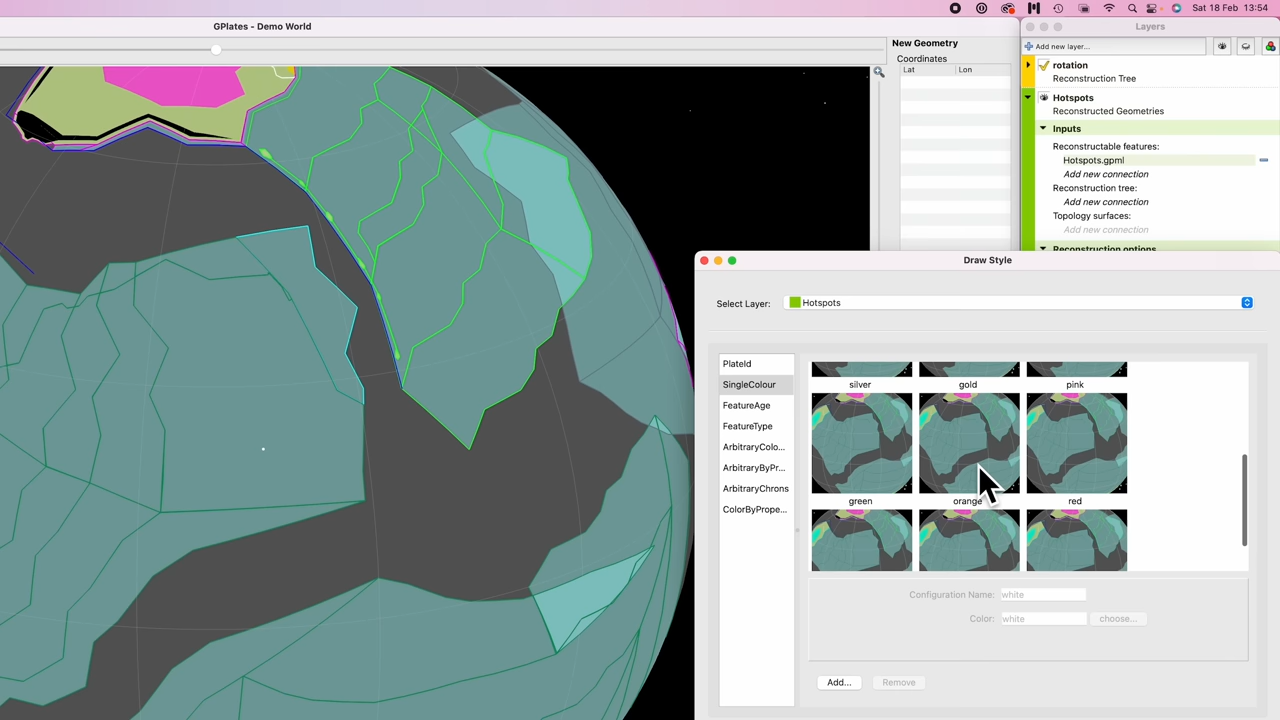 Sat 18 Feb 13:54
GPlates - Demo World
Layers
New Geometry
Coordinates
Lat Lon
Add new layer...
rotation
Reconstruction Tree
Hotspots
Reconstructed Geometries
Inputs
Reconstructable features:
Hotspots.gpml
Add new connection
Reconstruction tree:
Add new connection
Topology surfaces:
Add new connection
Reconstruction options
Draw Style
Select Layer:
Hotspots
PlateId
SingleColour
FeatureAge
FeatureType
ArbitraryColo...
ArbitraryByPr...
ArbitraryChrons
ColorByPrope...
silver gold pink
green orange red
Configuration Name: white
Color: white choose...
Add... Remove